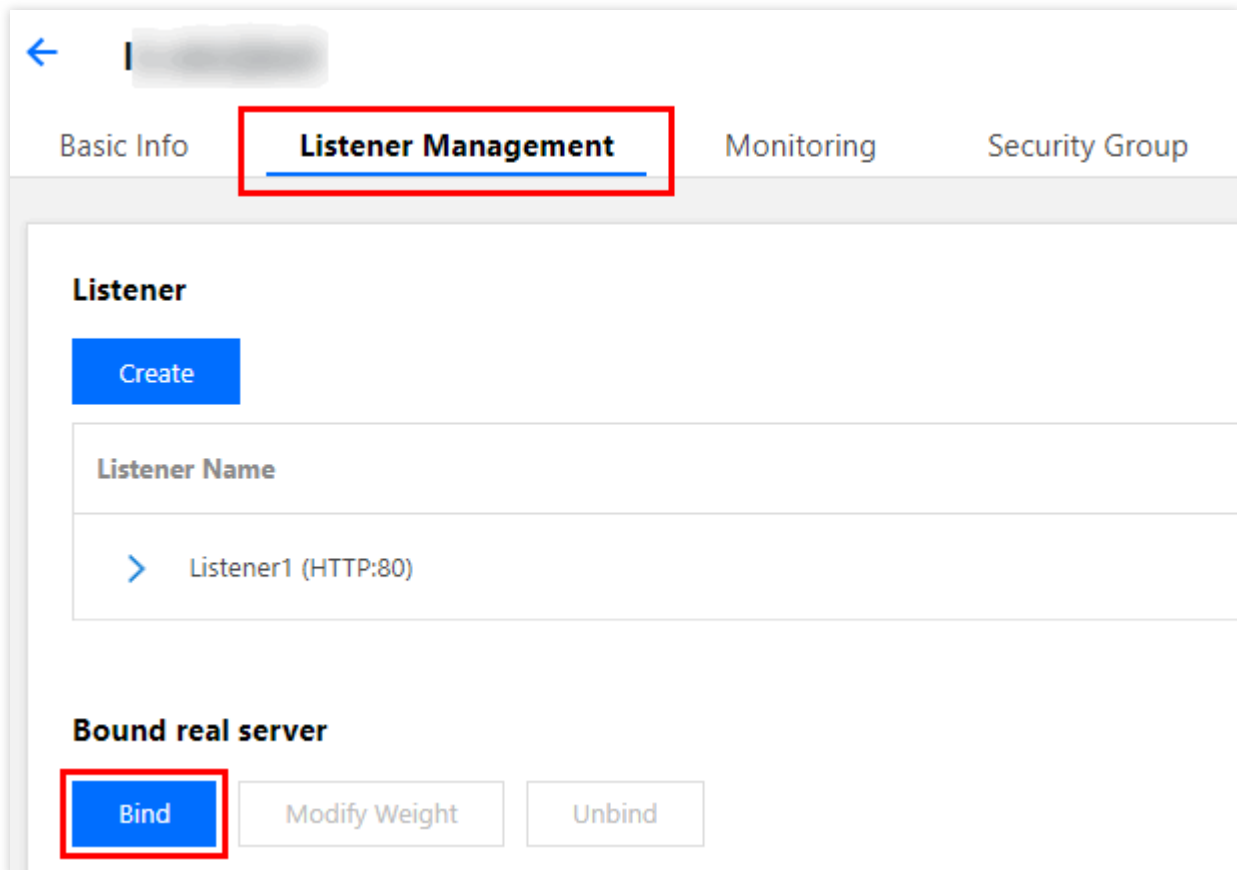 Basic Info Listener Management Monitoring Security Group
Listener
Create
Listener Name
Listener1 (HTTP:80)
Bound real server
Bind Modify Weight Unbind